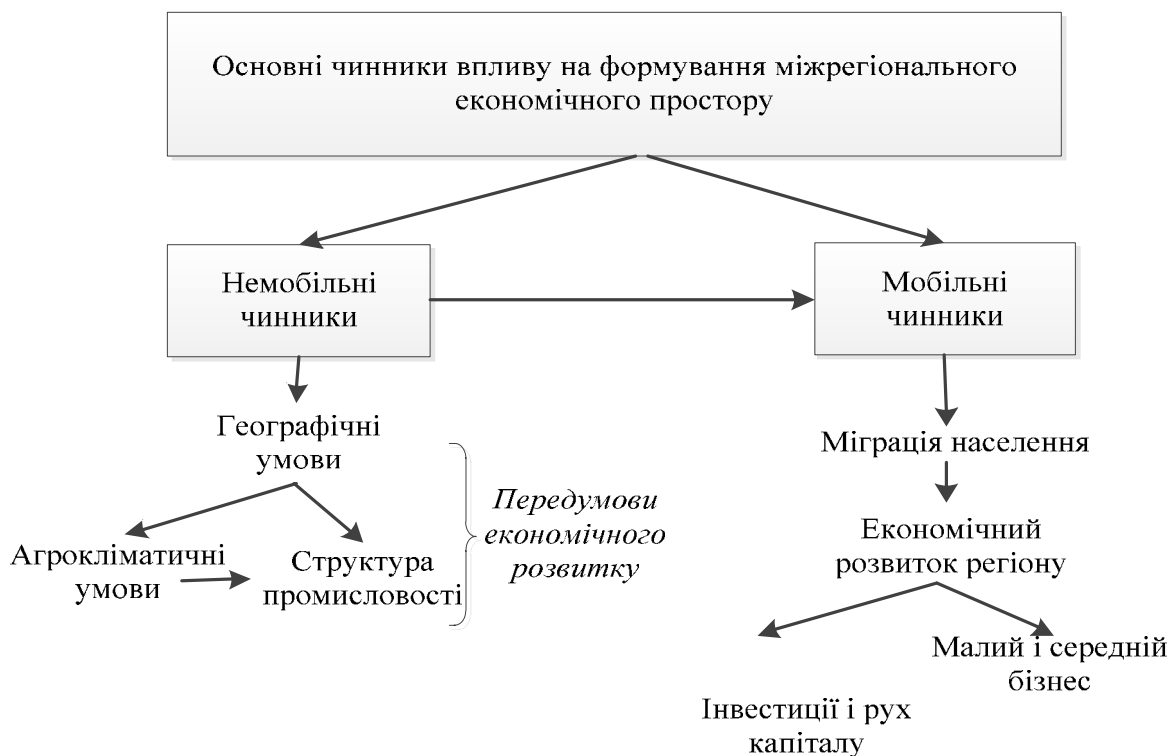 Основні чинники впливу на формування міжрегіонального
економічного простору
Немобільні
чинники
Мобільні
чинники
Географічні
умови
Міграція населення
Передумови
економічного
розвитку
Агрокліматичні
умови
Структура
промисловості
Економічний
розвиток регіону
Малий і середній
бізнес
Інвестиції і рух
капіталу